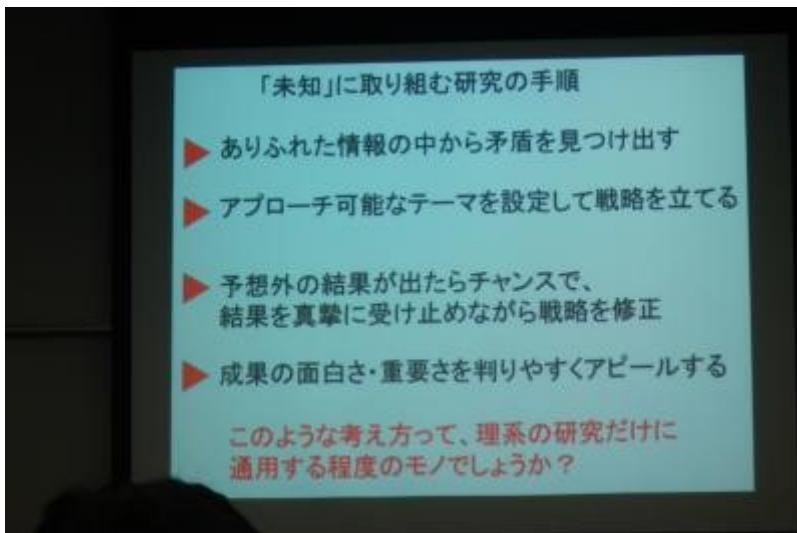 「未知」に取り組む研究の手順
ありふれた情報の中から矛盾を見つけ出す
アプローチ可能なテーマを設定して戦略を立てる
予想外の結果が出たらチャンスで、
結果を真摯に受け止めながら戦略を修正
成果の面白さ・重要さを判りやすくアピールする
このような考え方って、理系の研究だけに
通用する程度のモノでしょうか？